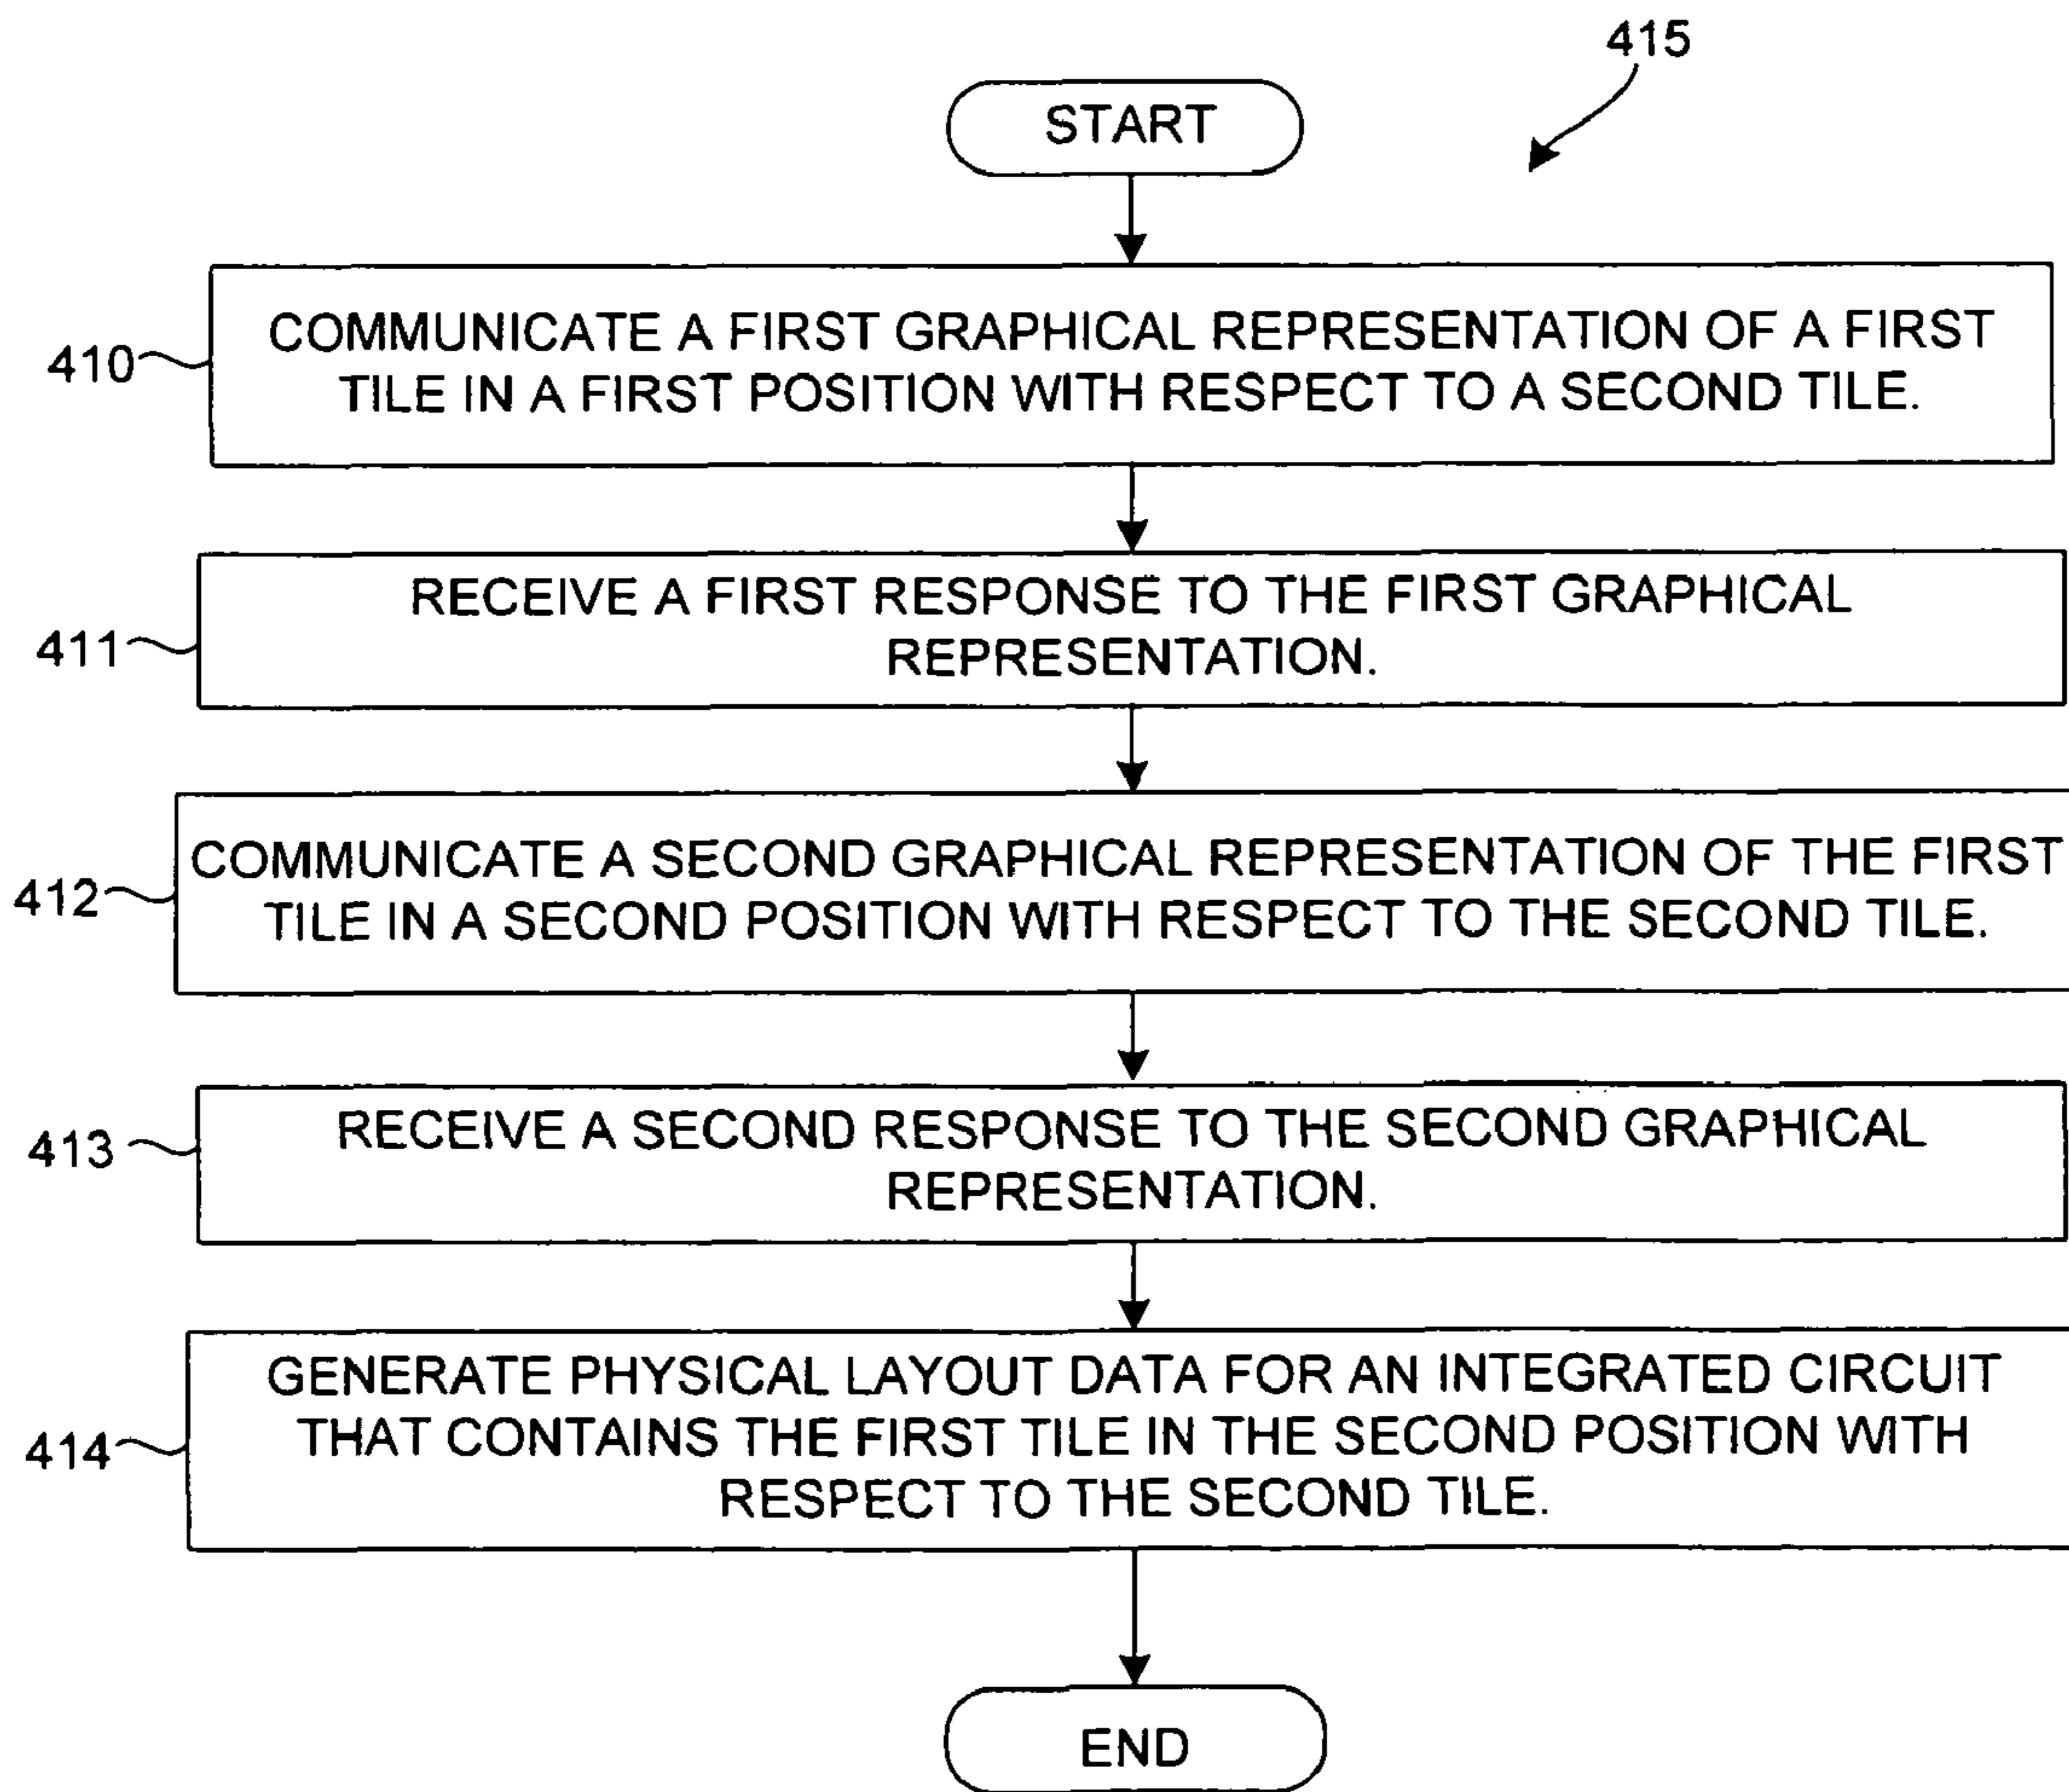 415
START
410
COMMUNICATE A FIRST GRAPHICAL REPRESENTATION OF A FIRST
TILE IN A FIRST POSITION WITH RESPECT TO A SECOND TILE.
411
RECEIVE A FIRST RESPONSE TO THE FIRST GRAPHICAL
REPRESENTATION.
412
COMMUNICATE A SECOND GRAPHICAL REPRESENTATION OF THE FIRST
TILE IN A SECOND POSITION WITH RESPECT TO THE SECOND TILE.
413
RECEIVE A SECOND RESPONSE TO THE SECOND GRAPHICAL
REPRESENTATION.
414
GENERATE PHYSICAL LAYOUT DATA FOR AN INTEGRATED CIRCUIT
THAT CONTAINS THE FIRST TILE IN THE SECOND POSITION WITH
RESPECT TO THE SECOND TILE.
END